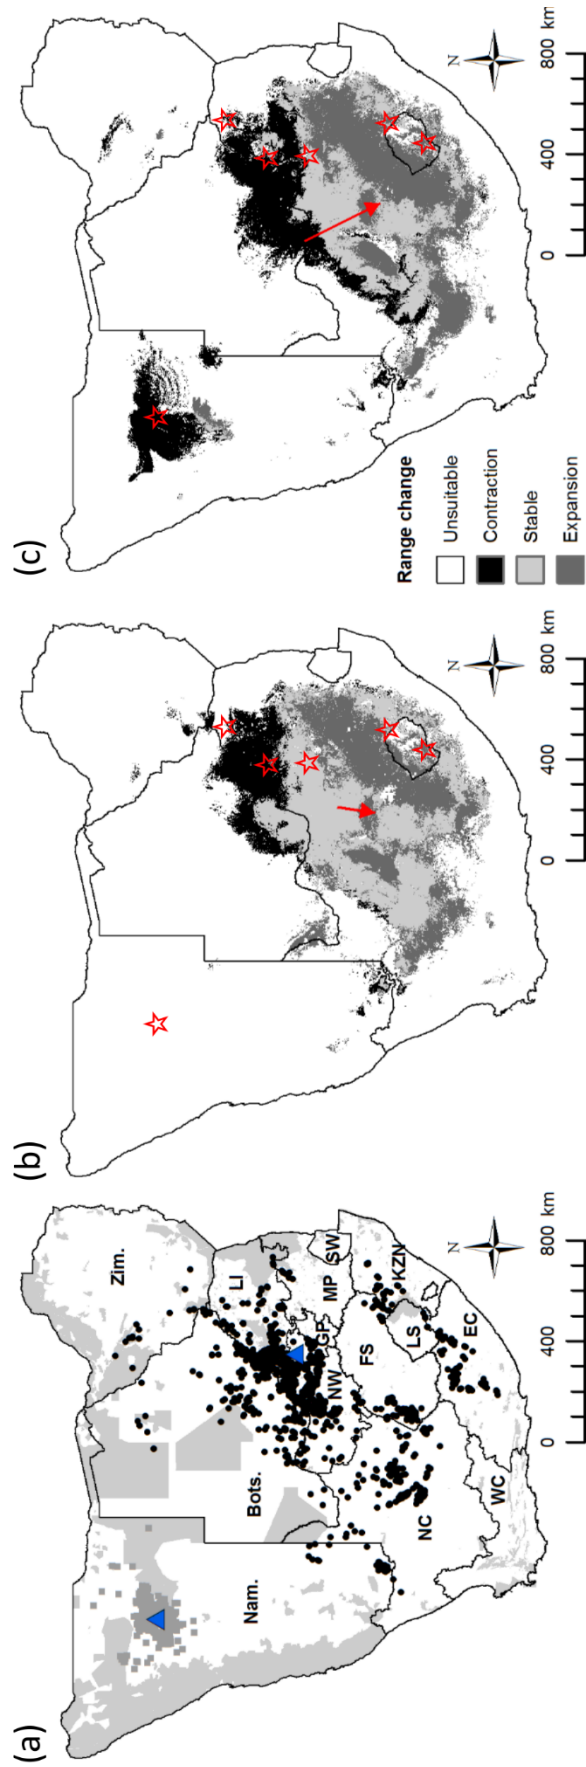 (a)
Zim.
Nam.
Bots.
LI
NW
GP
MP
SW
FS
KZN
LS
NC
EC
WC
N
0 400 800 km
(b)
N
0 400 800 km
(c)
Range change
Unsuitable
Contraction
Stable
Expansion
N
0 400 800 km